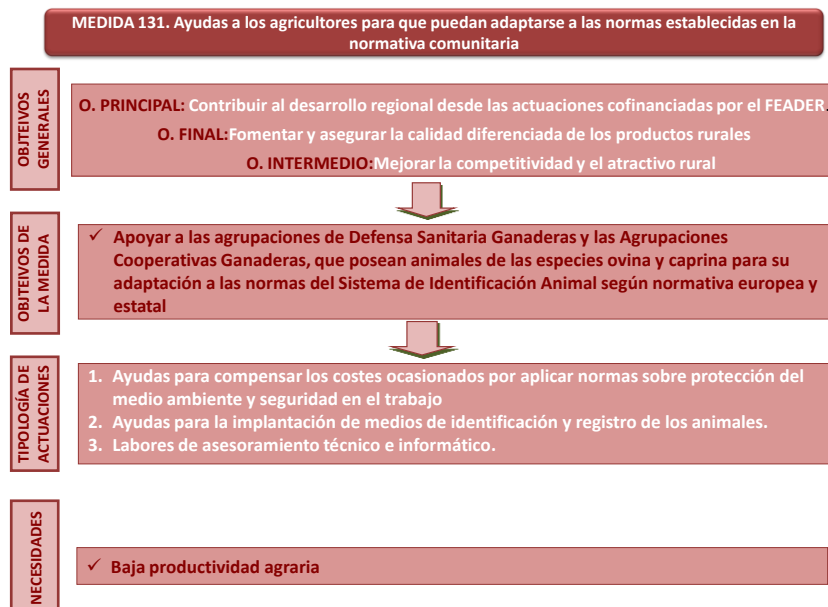 MEDIDA 131. Ayudas a los agricultores para que puedan adaptarse a las normas establecidas en la
normativa comunitaria
OBJTEIVOS
GENERALES
O. PRINCIPAL: Contribuir al desarrollo regional desde las actuaciones cofinanciadas por el FEADER.
O. FINAL:Fomentar y asegurar la calidad diferenciada de los productos rurales
O. INTERMEDIO:Mejorar la competitividad y el atractivo rural
OBJTEIVOS DE
LA MEDIDA
✓ Apoyar a las agrupaciones de Defensa Sanitaria Ganaderas y las Agrupaciones
Cooperativas Ganaderas, que posean animales de las especies ovina y caprina para su
adaptación a las normas del Sistema de Identificación Animal según normativa europea y
estatal
TIPOLOGÍA DE
ACTUACIONES
1. Ayudas para compensar los costes ocasionados por aplicar normas sobre protección del
medio ambiente y seguridad en el trabajo
2. Ayudas para la implantación de medios de identificación y registro de los animales.
3. Labores de asesoramiento técnico e informático.
NECESIDADES
✓ Baja productividad agraria